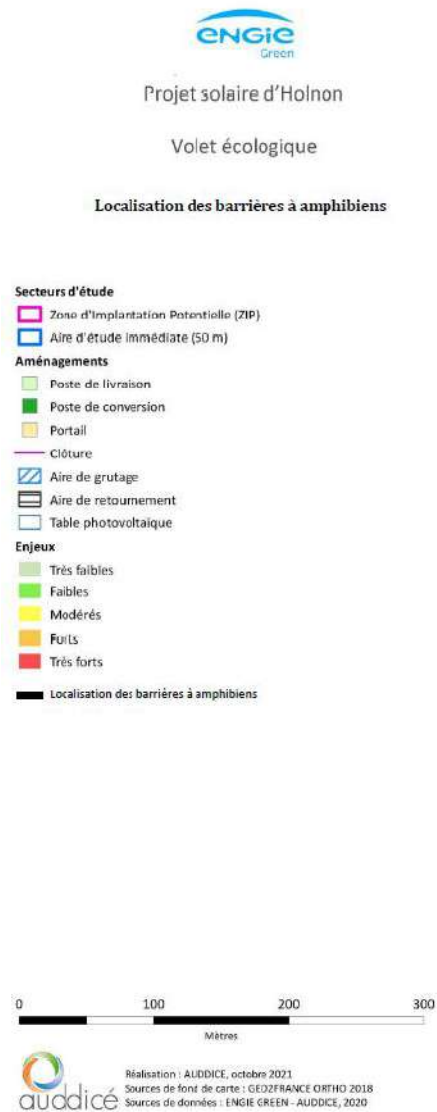 ENGIE
Green
Projet solaire d'Holnon
Volet écologique
Localisation des barrières à amphibiens
Secteurs d'étude
Zone d'Implantation Potentielle (ZIP)
Aire d'étude immédiate (50 m)
Aménagements
Poste de livraison
Poste de conversion
Portail
Clôture
Aire de grutage
Aire de retournement
Table photovoltaïque
Enjeux
Très faibles
Faibles
Modérés
Forts
Très forts
Localisation des barrières à amphibiens
0 100 200 300
Mètres
auddicé
Réalisation : AUDDICE, octobre 2021
Sources de fond de carte : GEO2FRANCE ORTHO 2018
Sources de données : ENGIE GREEN - AUDDICE, 2020